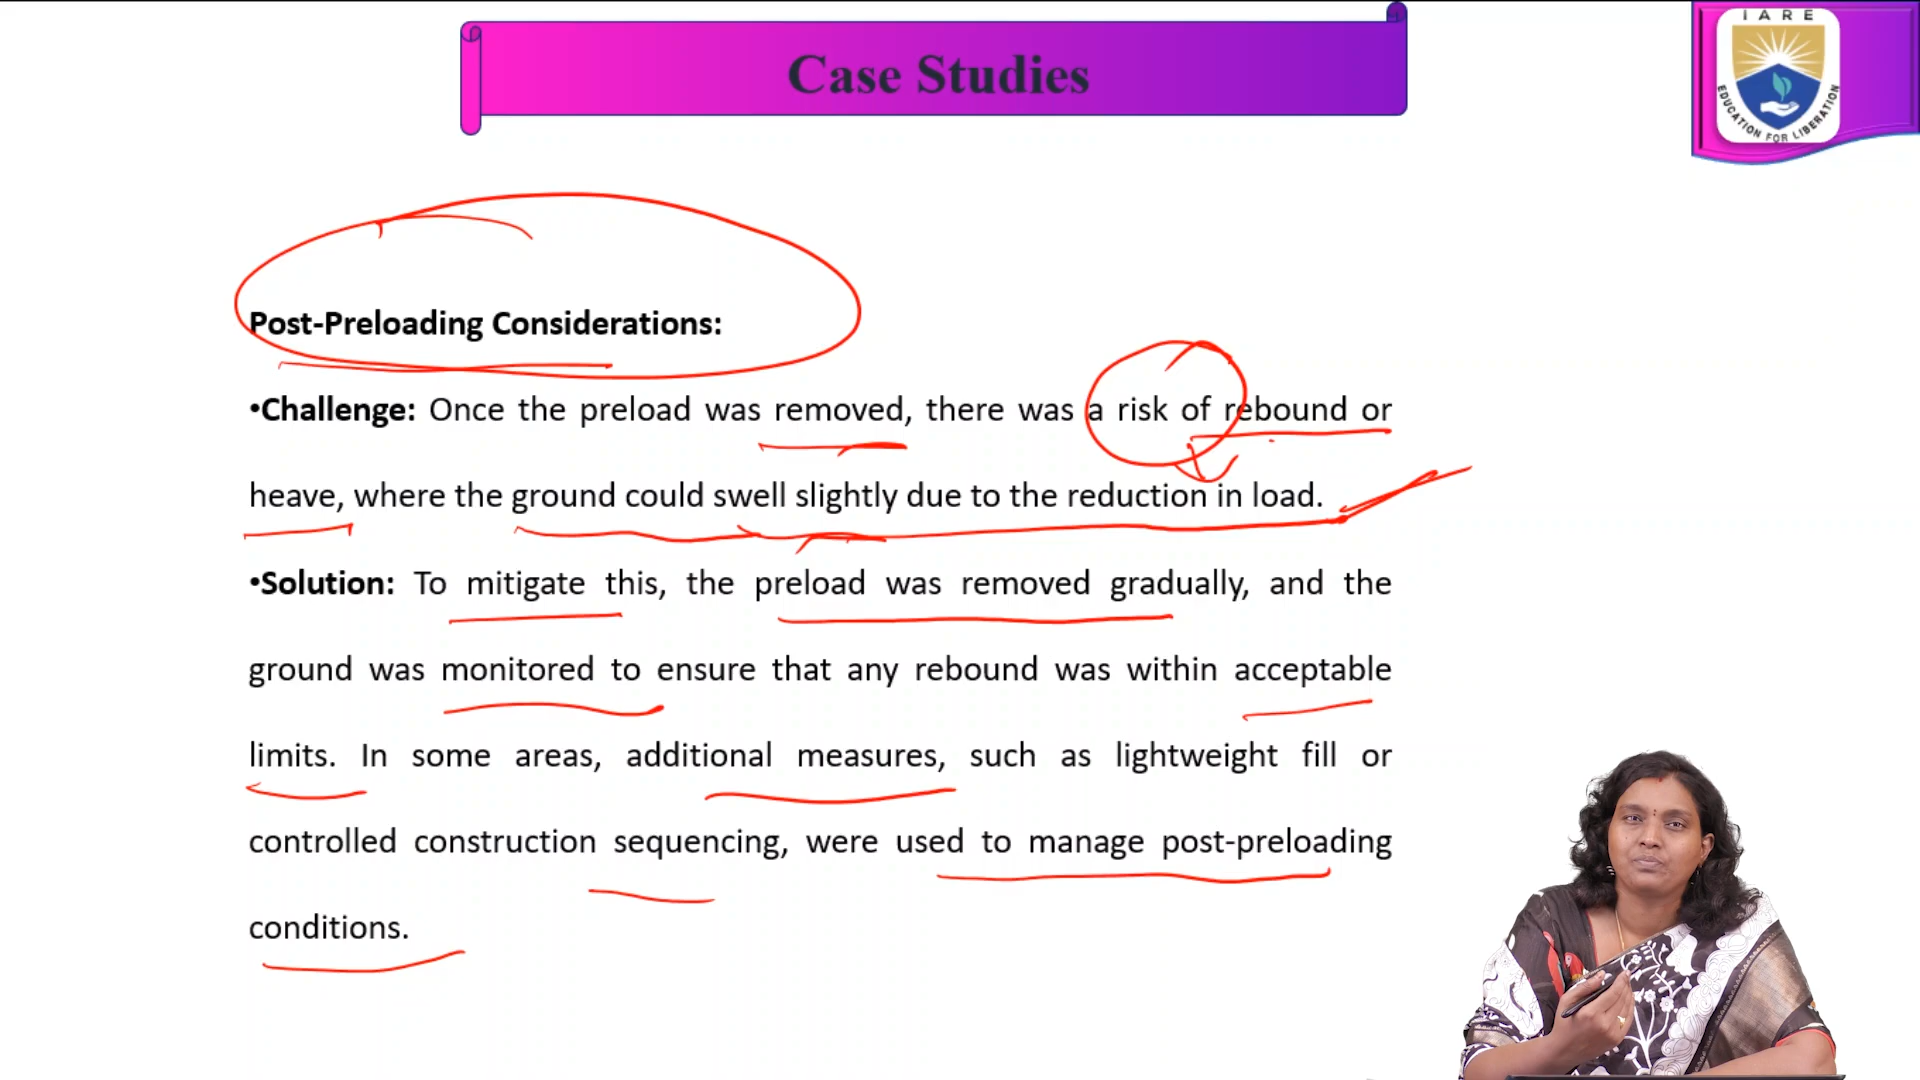 Case Studies
IARE
EDUCATION FOR LIBERATION
Post-Preloading Considerations:
•Challenge: Once the preload was removed, there was a risk of rebound or
heave, where the ground could swell slightly due to the reduction in load.
•Solution: To mitigate this, the preload was removed gradually, and the
ground was monitored to ensure that any rebound was within acceptable
limits. In some areas, additional measures, such as lightweight fill or
controlled construction sequencing, were used to manage post-preloading
conditions.